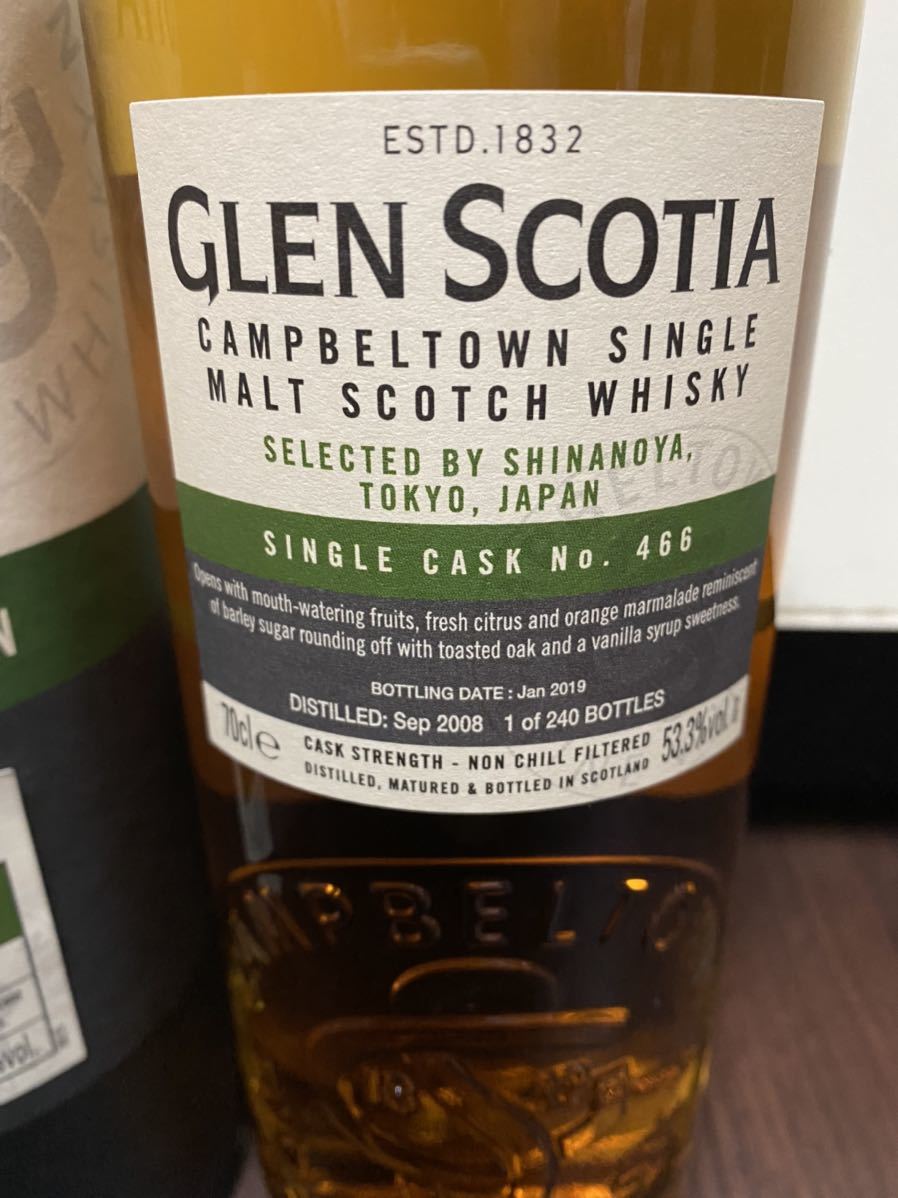 ESTD.1832
GLEN SCOTIA
CAMPBELTOWN SINGLE
MALT SCOTCH WHISKY
SELECTED BY SHINANOYA,
TOKYO, JAPAN
SINGLE CASK No. 466
Opens with mouth-watering fruits, fresh citrus and orange marmalade reminiscent
of barley sugar rounding off with toasted oak and a vanilla syrup sweetness.
BOTTLING DATE : Jan 2019
DISTILLED: Sep 2008 1 of 240 BOTTLES
70cl e CASK STRENGTH - NON CHILL FILTERED 53.3%vol.
DISTILLED, MATURED & BOTTLED IN SCOTLAND